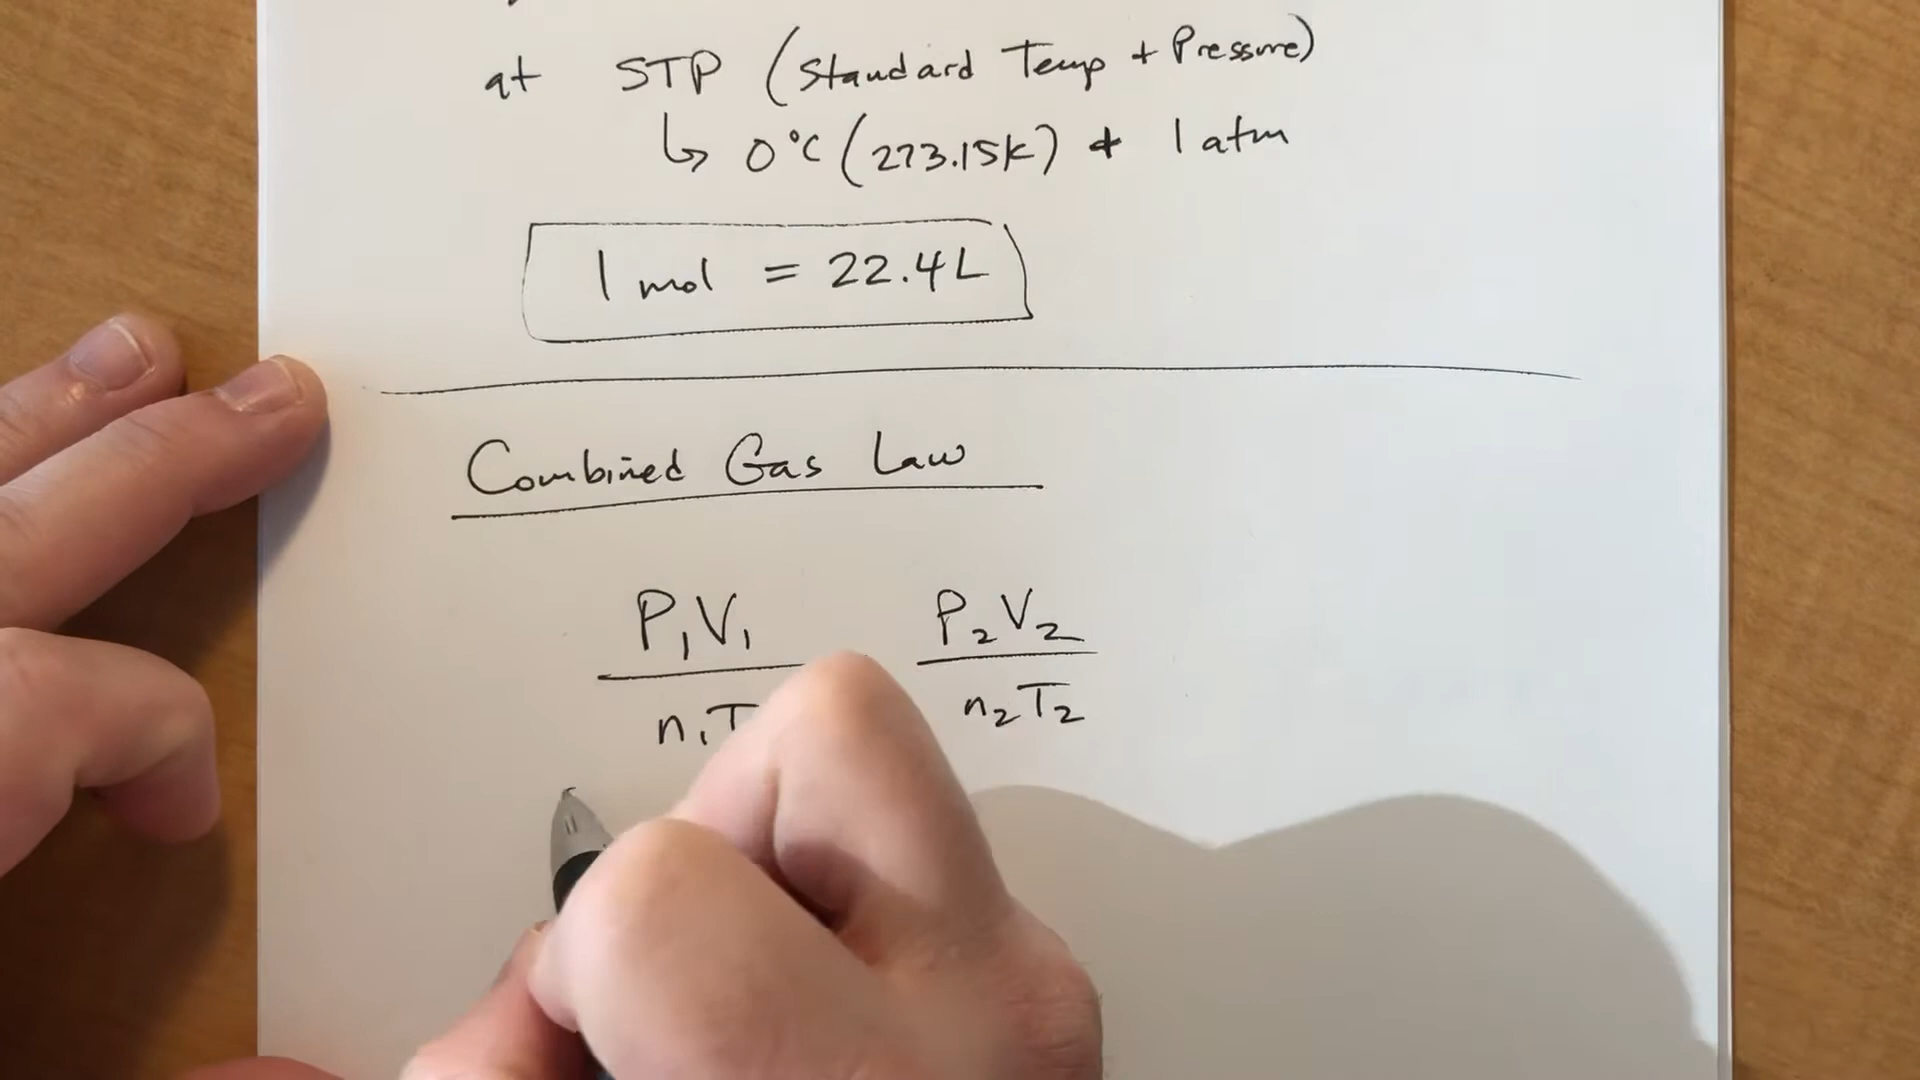 at STP (Standard Temp + Pressure)
↳ 0°C (273.15K) + 1 atm
1 mol = 22.4L
Combined Gas Law
P₁V₁ P₂V₂
n₁T n₂T₂